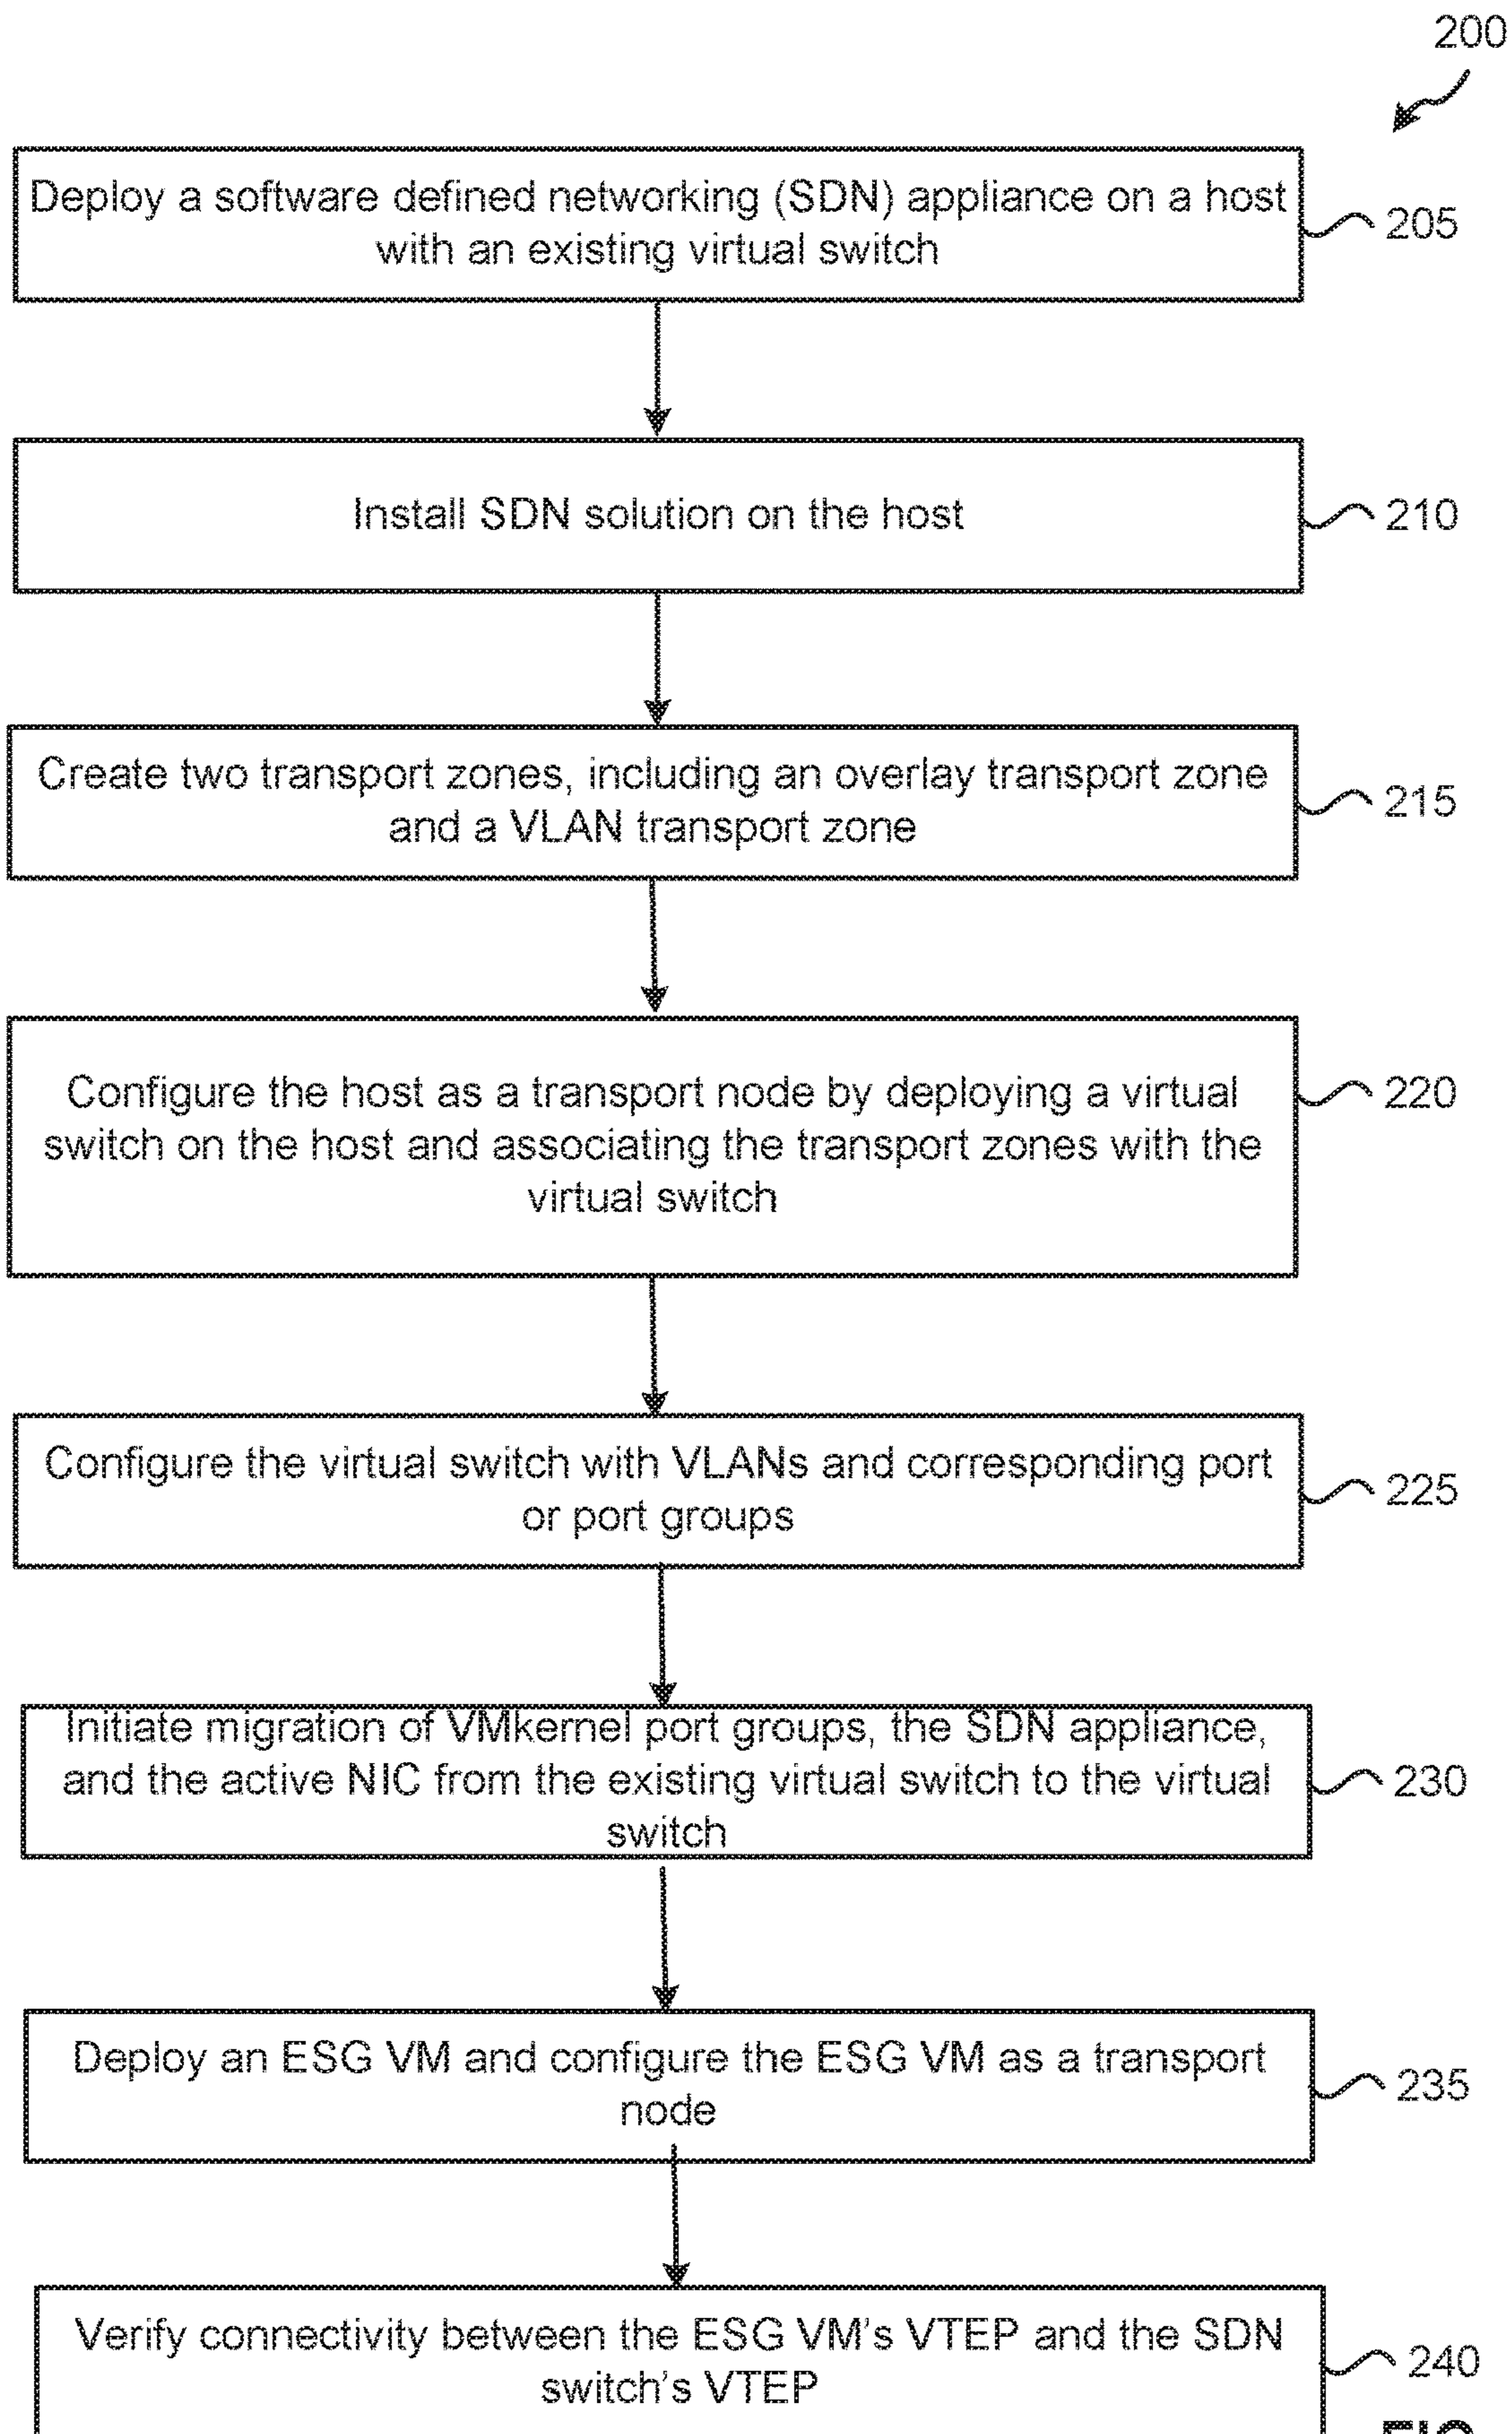 200
Deploy a software defined networking (SDN) appliance on a host
with an existing virtual switch
205
Install SDN solution on the host
210
Create two transport zones, including an overlay transport zone
and a VLAN transport zone
215
Configure the host as a transport node by deploying a virtual
switch on the host and associating the transport zones with the
virtual switch
220
Configure the virtual switch with VLANs and corresponding port
or port groups
225
Initiate migration of VMkernel port groups, the SDN appliance,
and the active NIC from the existing virtual switch to the virtual
switch
230
Deploy an ESG VM and configure the ESG VM as a transport
node
235
Verify connectivity between the ESG VM's VTEP and the SDN
switch's VTEP
240